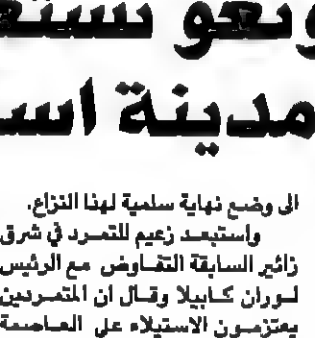 مدينة
الى وضع نهاية سلمية لهذا النزاع.
واستبعد زعيم للتمرد في شرق
زائير السابقة التفاوض مع الرئيس
لوران كابيلا وقال ان المتمردين
يعتزمون الاستيلاء على العاصمة